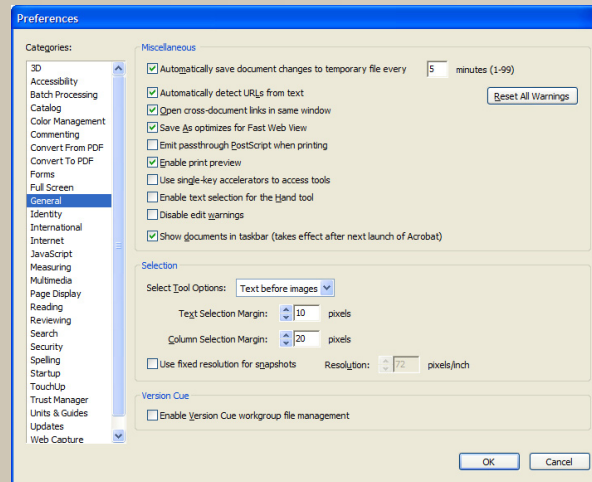 Preferences
Categories:
3D
Accessibility
Batch Processing
Catalog
Color Management
Commenting
Convert From PDF
Convert To PDF
Forms
Full Screen
General
Identity
International
Internet
JavaScript
Measuring
Multimedia
Page Display
Reading
Reviewing
Search
Security
Spelling
Startup
TouchUp
Trust Manager
Units & Guides
Updates
Web Capture
Miscellaneous
Automatically save document changes to temporary file every 5 minutes (1-99)
Automatically detect URLs from text
Reset All Warnings
Open cross-document links in same window
Save As optimizes for Fast Web View
Emit passthrough PostScript when printing
Enable print preview
Use single-key accelerators to access tools
Enable text selection for the Hand tool
Disable edit warnings
Show documents in taskbar (takes effect after next launch of Acrobat)
Selection
Select Tool Options: Text before images
Text Selection Margin: 10 pixels
Column Selection Margin: 20 pixels
Use fixed resolution for snapshots Resolution: 72 pixels/inch
Version Cue
Enable Version Cue workgroup file management
OK Cancel